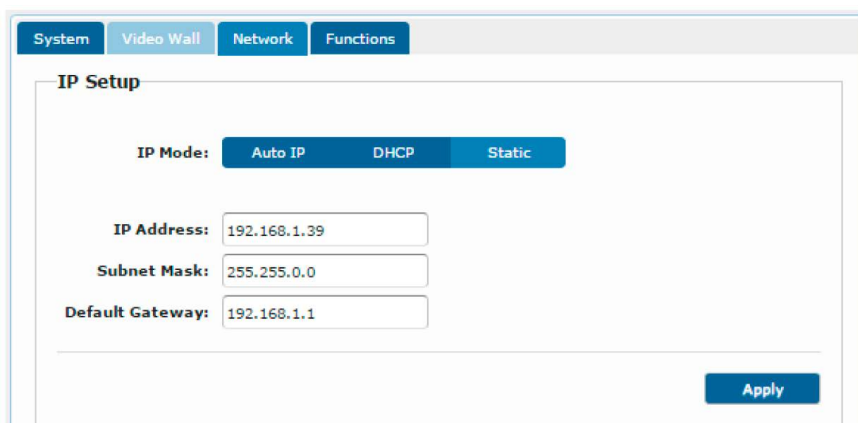 System Video Wall Network Functions
IP Setup
IP Mode: Auto IP DHCP Static
IP Address: 192.168.1.39
Subnet Mask: 255.255.0.0
Default Gateway: 192.168.1.1
Apply